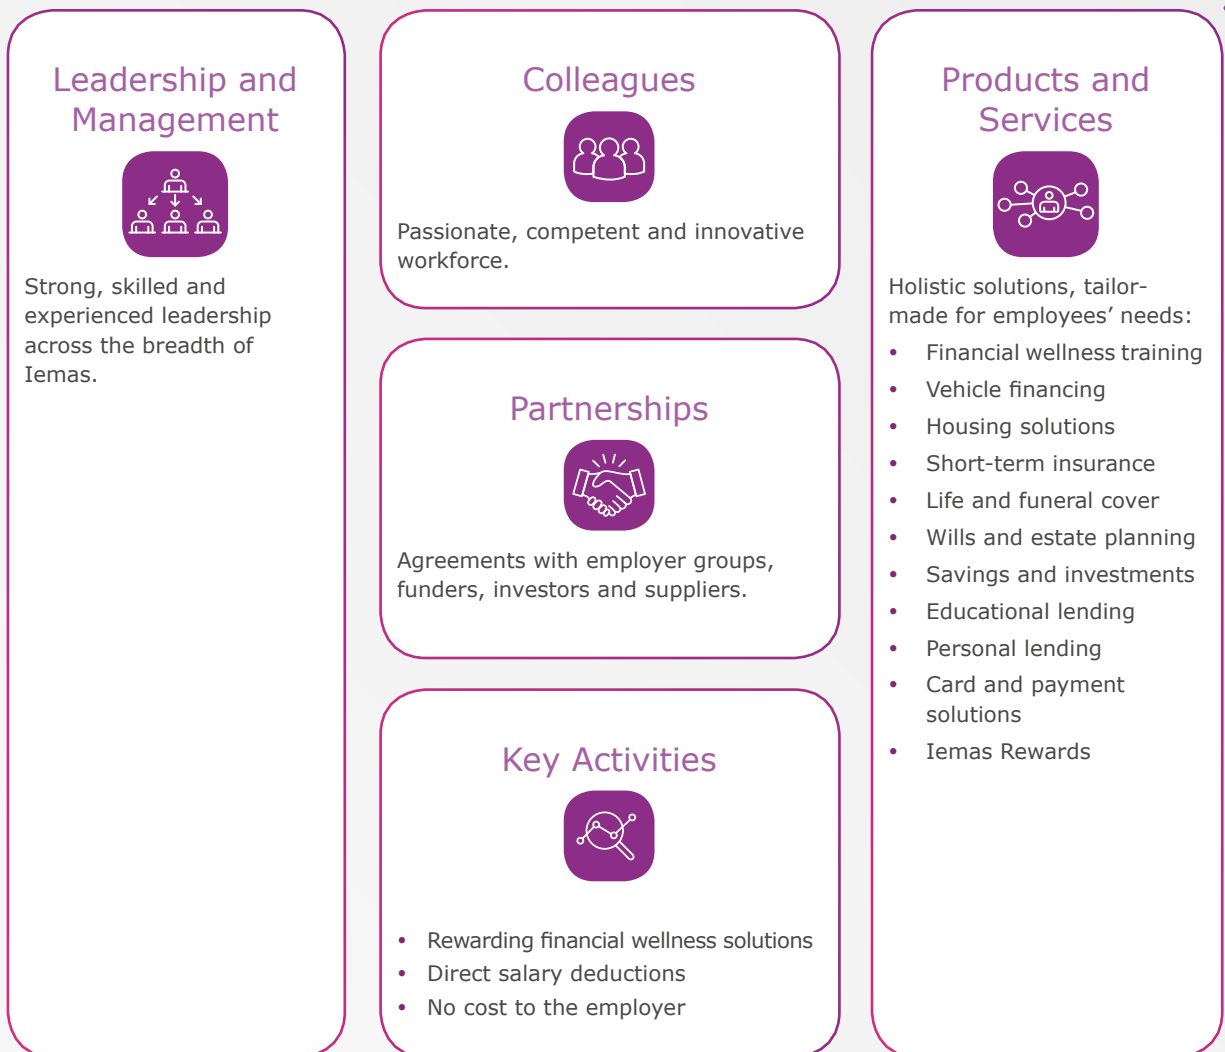 Leadership and
Management
Strong, skilled and
experienced leadership
across the breadth of
Iemas.
Colleagues
Passionate, competent and innovative
workforce.
Partnerships
Agreements with employer groups,
funders, investors and suppliers.
Key Activities
• Rewarding financial wellness solutions
• Direct salary deductions
• No cost to the employer
Products and
Services
Holistic solutions, tailor-
made for employees’ needs:
• Financial wellness training
• Vehicle financing
• Housing solutions
• Short-term insurance
• Life and funeral cover
• Wills and estate planning
• Savings and investments
• Educational lending
• Personal lending
• Card and payment
solutions
• Iemas Rewards